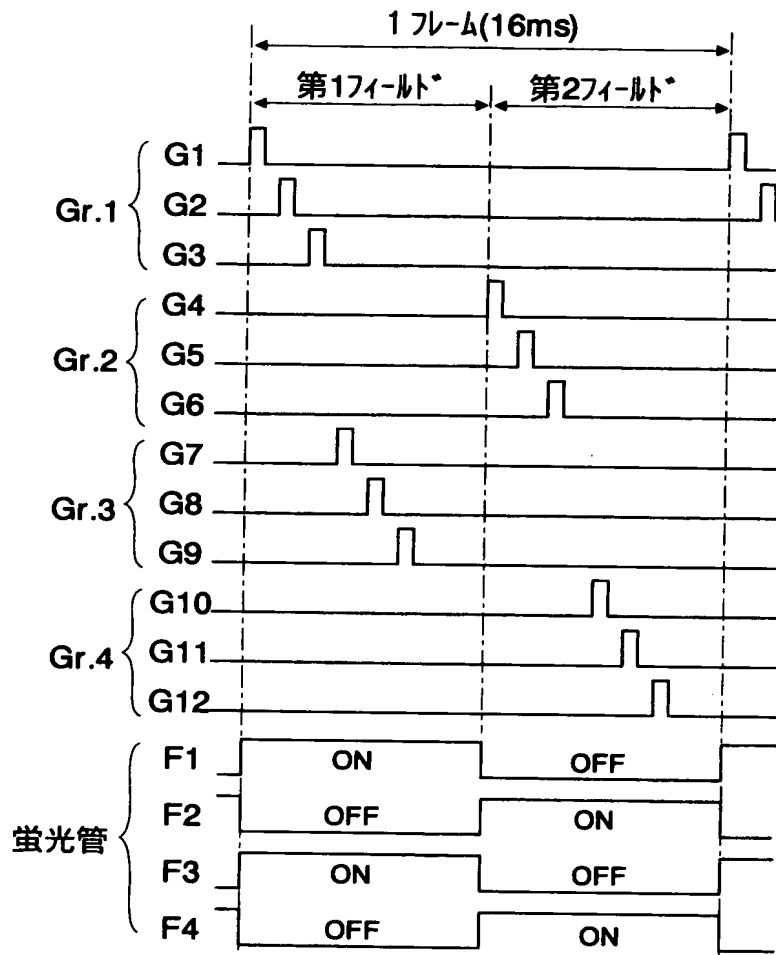 1フレーム(16ms)
第1フィールド
第2フィールド
Gr.1
G1
G2
G3
Gr.2
G4
G5
G6
Gr.3
G7
G8
G9
Gr.4
G10
G11
G12
蛍光管
F1 ON OFF
F2 OFF ON
F3 ON OFF
F4 OFF ON